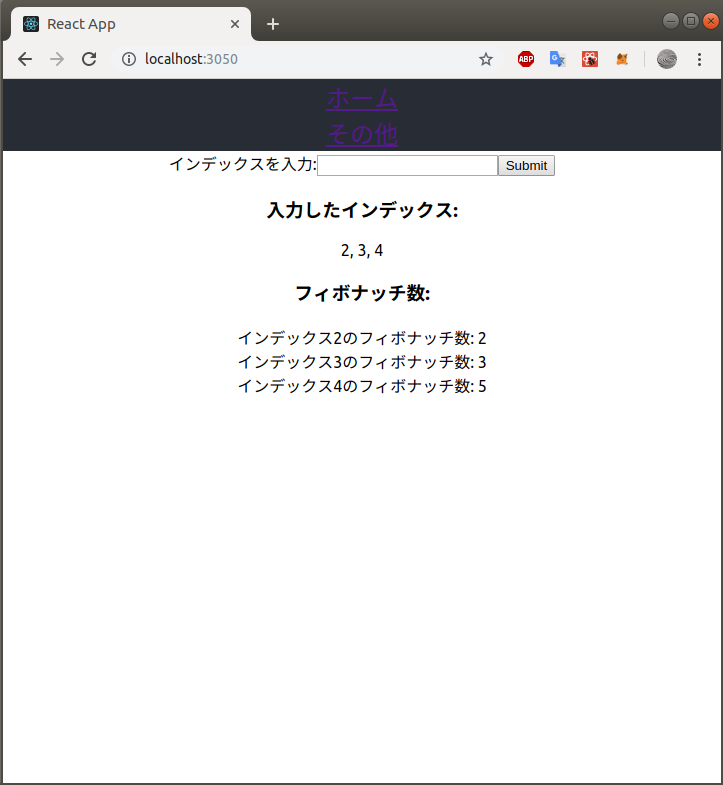 React App
localhost:3050
ABP
ホーム
その他
インデックスを入力: Submit
入力したインデックス:
2, 3, 4
フィボナッチ数:
インデックス2のフィボナッチ数: 2
インデックス3のフィボナッチ数: 3
インデックス4のフィボナッチ数: 5